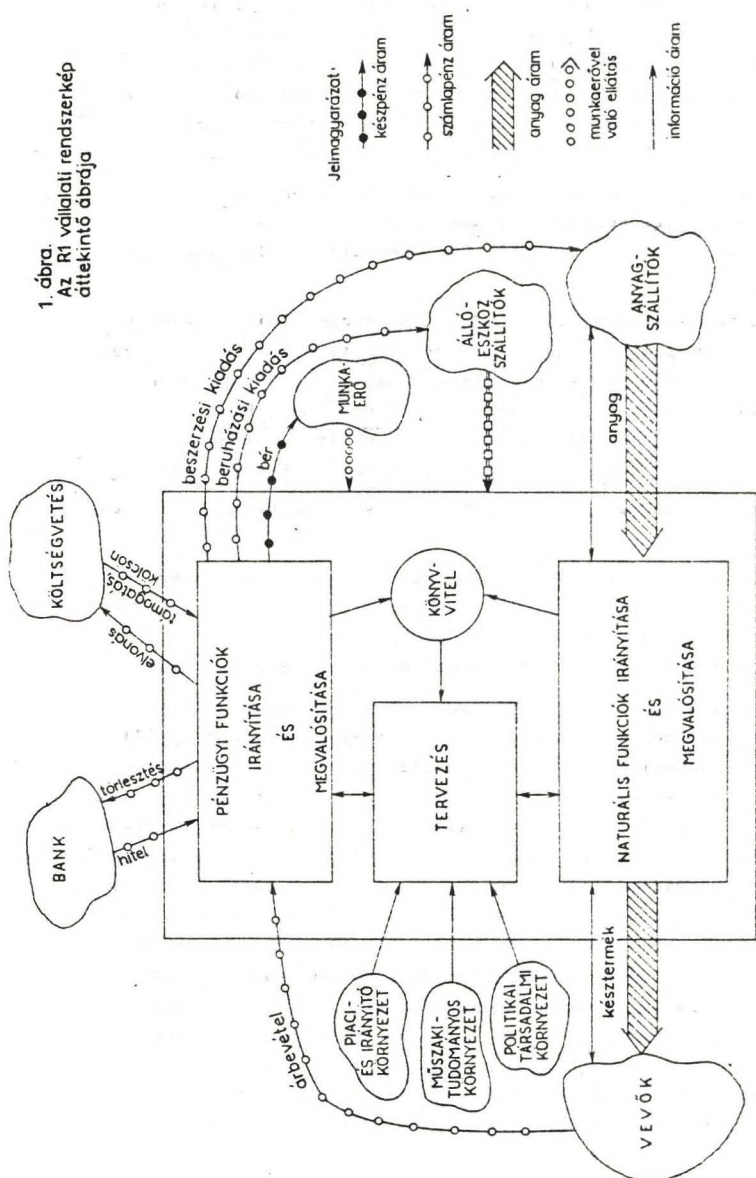 1. ábra.
Az R1 vállalati rendszerkép
áttekintő ábrája
Jelmagyarázat:
készpénz áram
számlapénz áram
anyag áram
munkaerővel
való ellátás
információ áram
BANK
hitel
törlesztés
KÖLTSÉGVETÉS
elvonás
támogatás,
kölcson
beszerzési kiadás
beruházási kiadás
bér
árbevétel
PÉNZÜGYI FUNKCIÓK
IRÁNYÍTÁSA
ÉS
MEGVALÓSÍTÁSA
MUNKA-
ERŐ
ÁLLÓ-
ESZKOZ
SZÁLLÍTÓK
ANYAG-
SZÁLLÍTÓK
KÖNYV-
VITEL
TERVEZÉS
PIACI-
ÉS IRÁNYÍTÓ
KÖRNYEZET
MŰSZAKI-
TUDOMÁNYOS
KÖRNYEZET
POLITIKAI
TÁRSADALMI
KÖRNYEZET
NATURÁLIS FUNKCIÓK IRÁNYÍTÁSA
ÉS
MEGVALÓSÍTÁSA
anyag
késztermék
VEVŐK